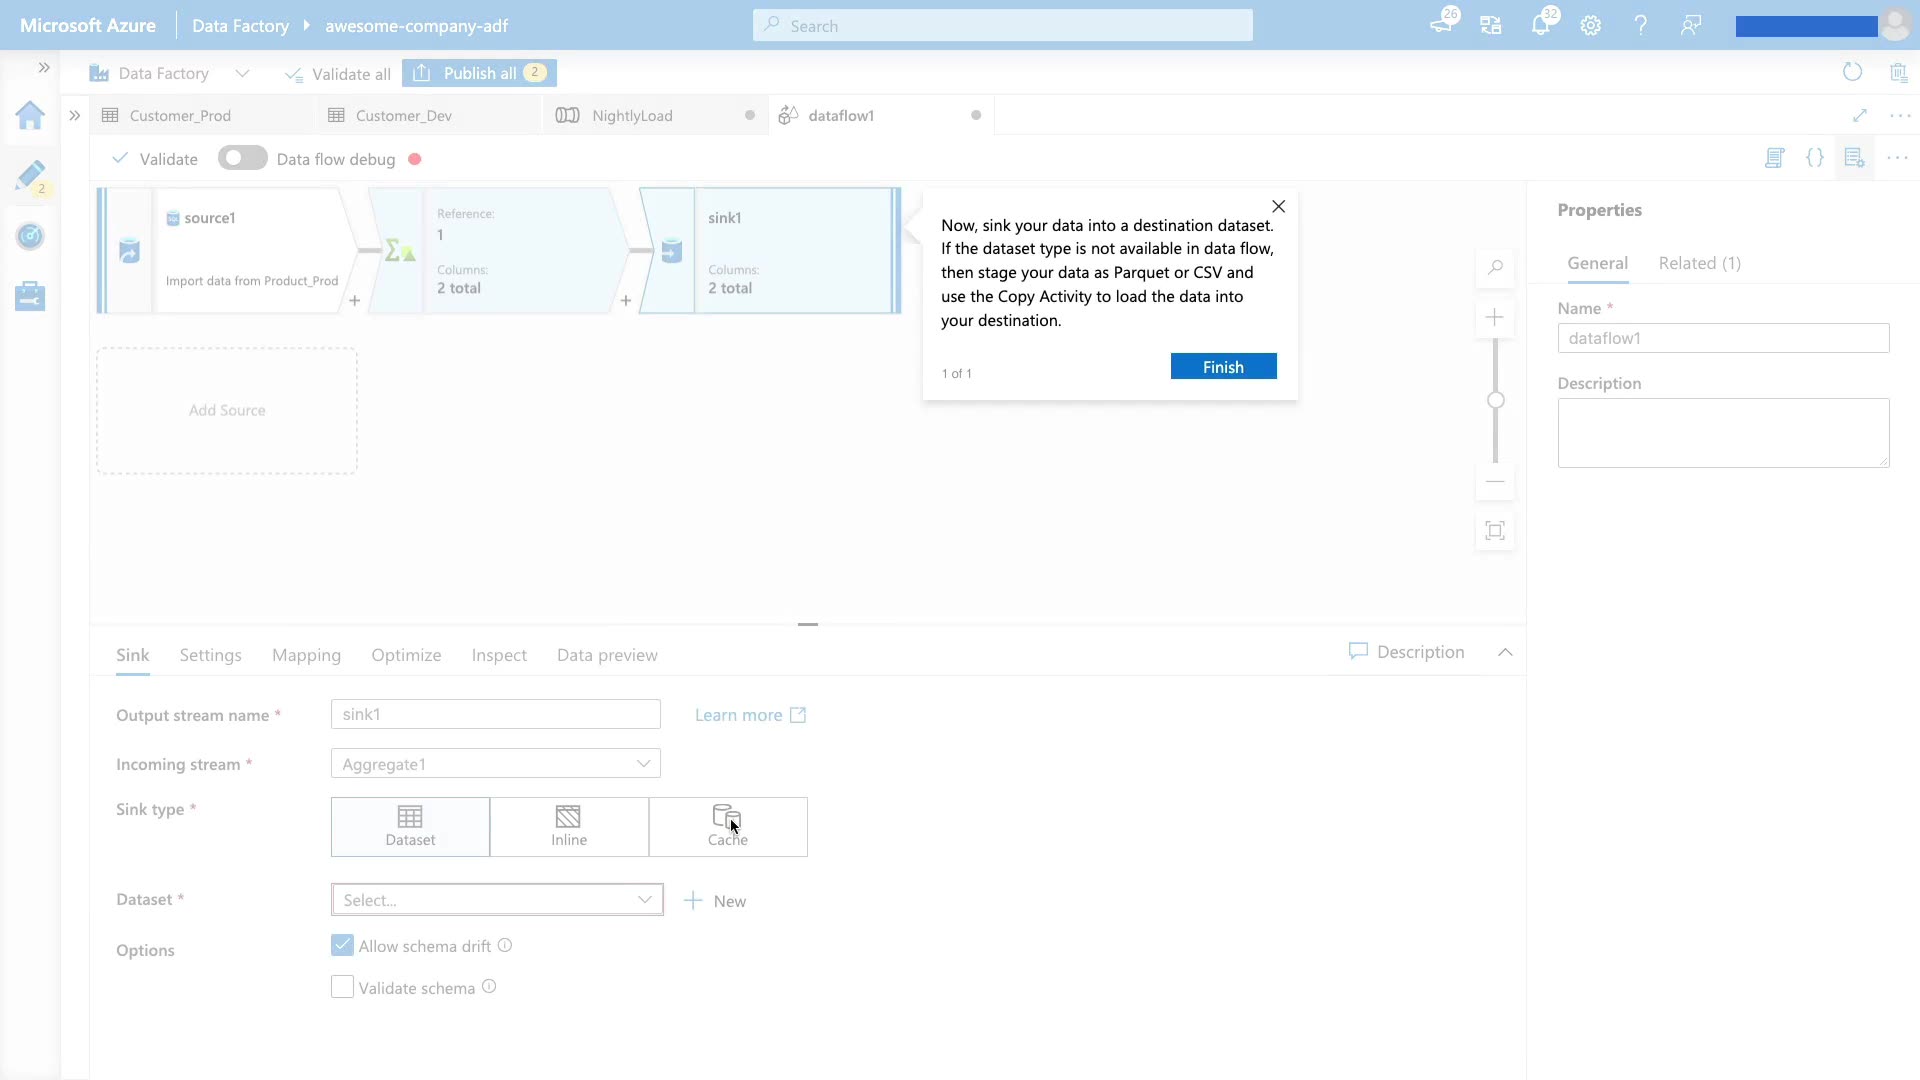 Microsoft Azure
Data Factory
awesome-company-adf
Search
26
32
Data Factory
Validate all
Publish all
2
Customer_Prod
Customer_Dev
NightlyLoad
dataflow1
2
Validate
Data flow debug
source1
Import data from Product_Prod
+
Reference:
1
Columns:
2 total
+
sink1
Columns:
2 total
Now, sink your data into a destination dataset.
If the dataset type is not available in data flow,
then stage your data as Parquet or CSV and
use the Copy Activity to load the data into
your destination.
1 of 1
Finish
Add Source
Properties
General
Related (1)
Name *
dataflow1
Description
Sink
Settings
Mapping
Optimize
Inspect
Data preview
Description
Output stream name *
sink1
Learn more
Incoming stream *
Aggregate1
Sink type *
Dataset
Inline
Cache
Dataset *
Select...
New
Options
Allow schema drift
Validate schema